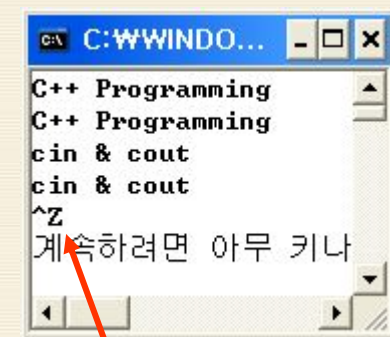 C:\ C:₩WINDO...
C++ Programming
C++ Programming
cin & cout
cin & cout
^Z
계속하려면 아무 키나